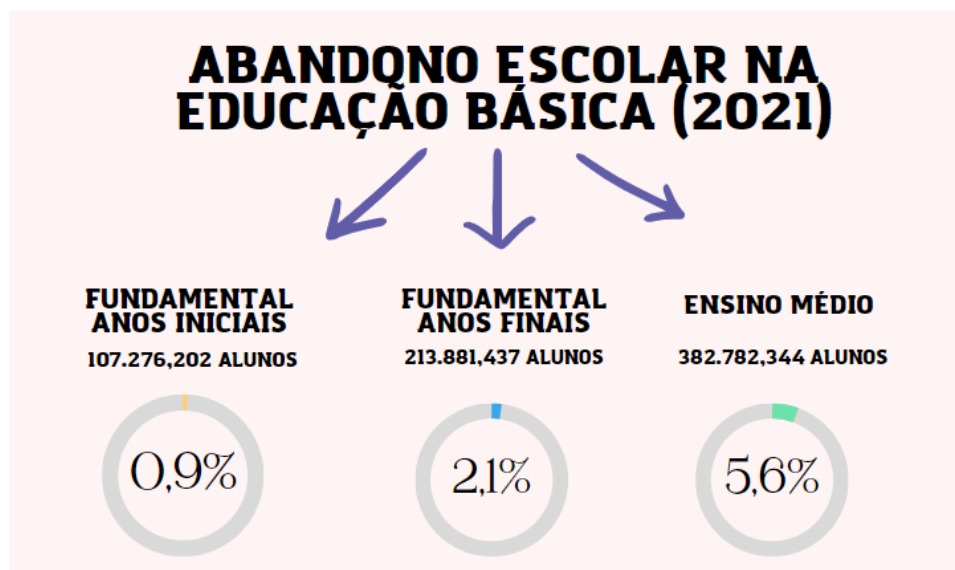 ABANDONO ESCOLAR NA
EDUCAÇÃO BÁSICA (2021)
FUNDAMENTAL
ANOS INICIAIS
107.276,202 ALUNOS
0,9%
FUNDAMENTAL
ANOS FINAIS
213.881,437 ALUNOS
2,1%
ENSINO MÉDIO
382.782,344 ALUNOS
5,6%